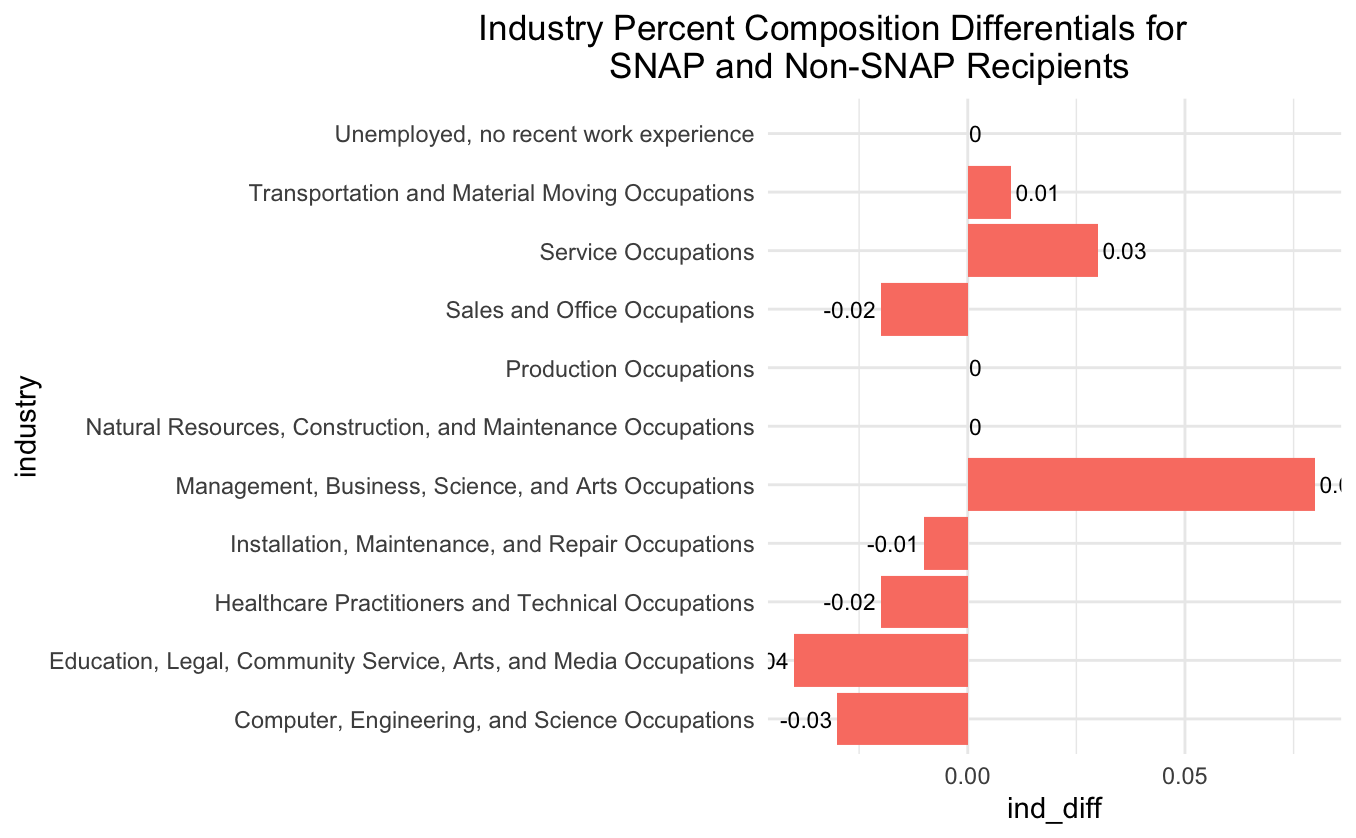 Industry Percent Composition Differentials for
SNAP and Non-SNAP Recipients
industry
Unemployed, no recent work experience 0
Transportation and Material Moving Occupations 0.01
Service Occupations 0.03
Sales and Office Occupations -0.02
Production Occupations 0
Natural Resources, Construction, and Maintenance Occupations 0
Management, Business, Science, and Arts Occupations
Installation, Maintenance, and Repair Occupations -0.01
Healthcare Practitioners and Technical Occupations -0.02
Education, Legal, Community Service, Arts, and Media Occupations
Computer, Engineering, and Science Occupations -0.03
0.00 0.05
ind_diff